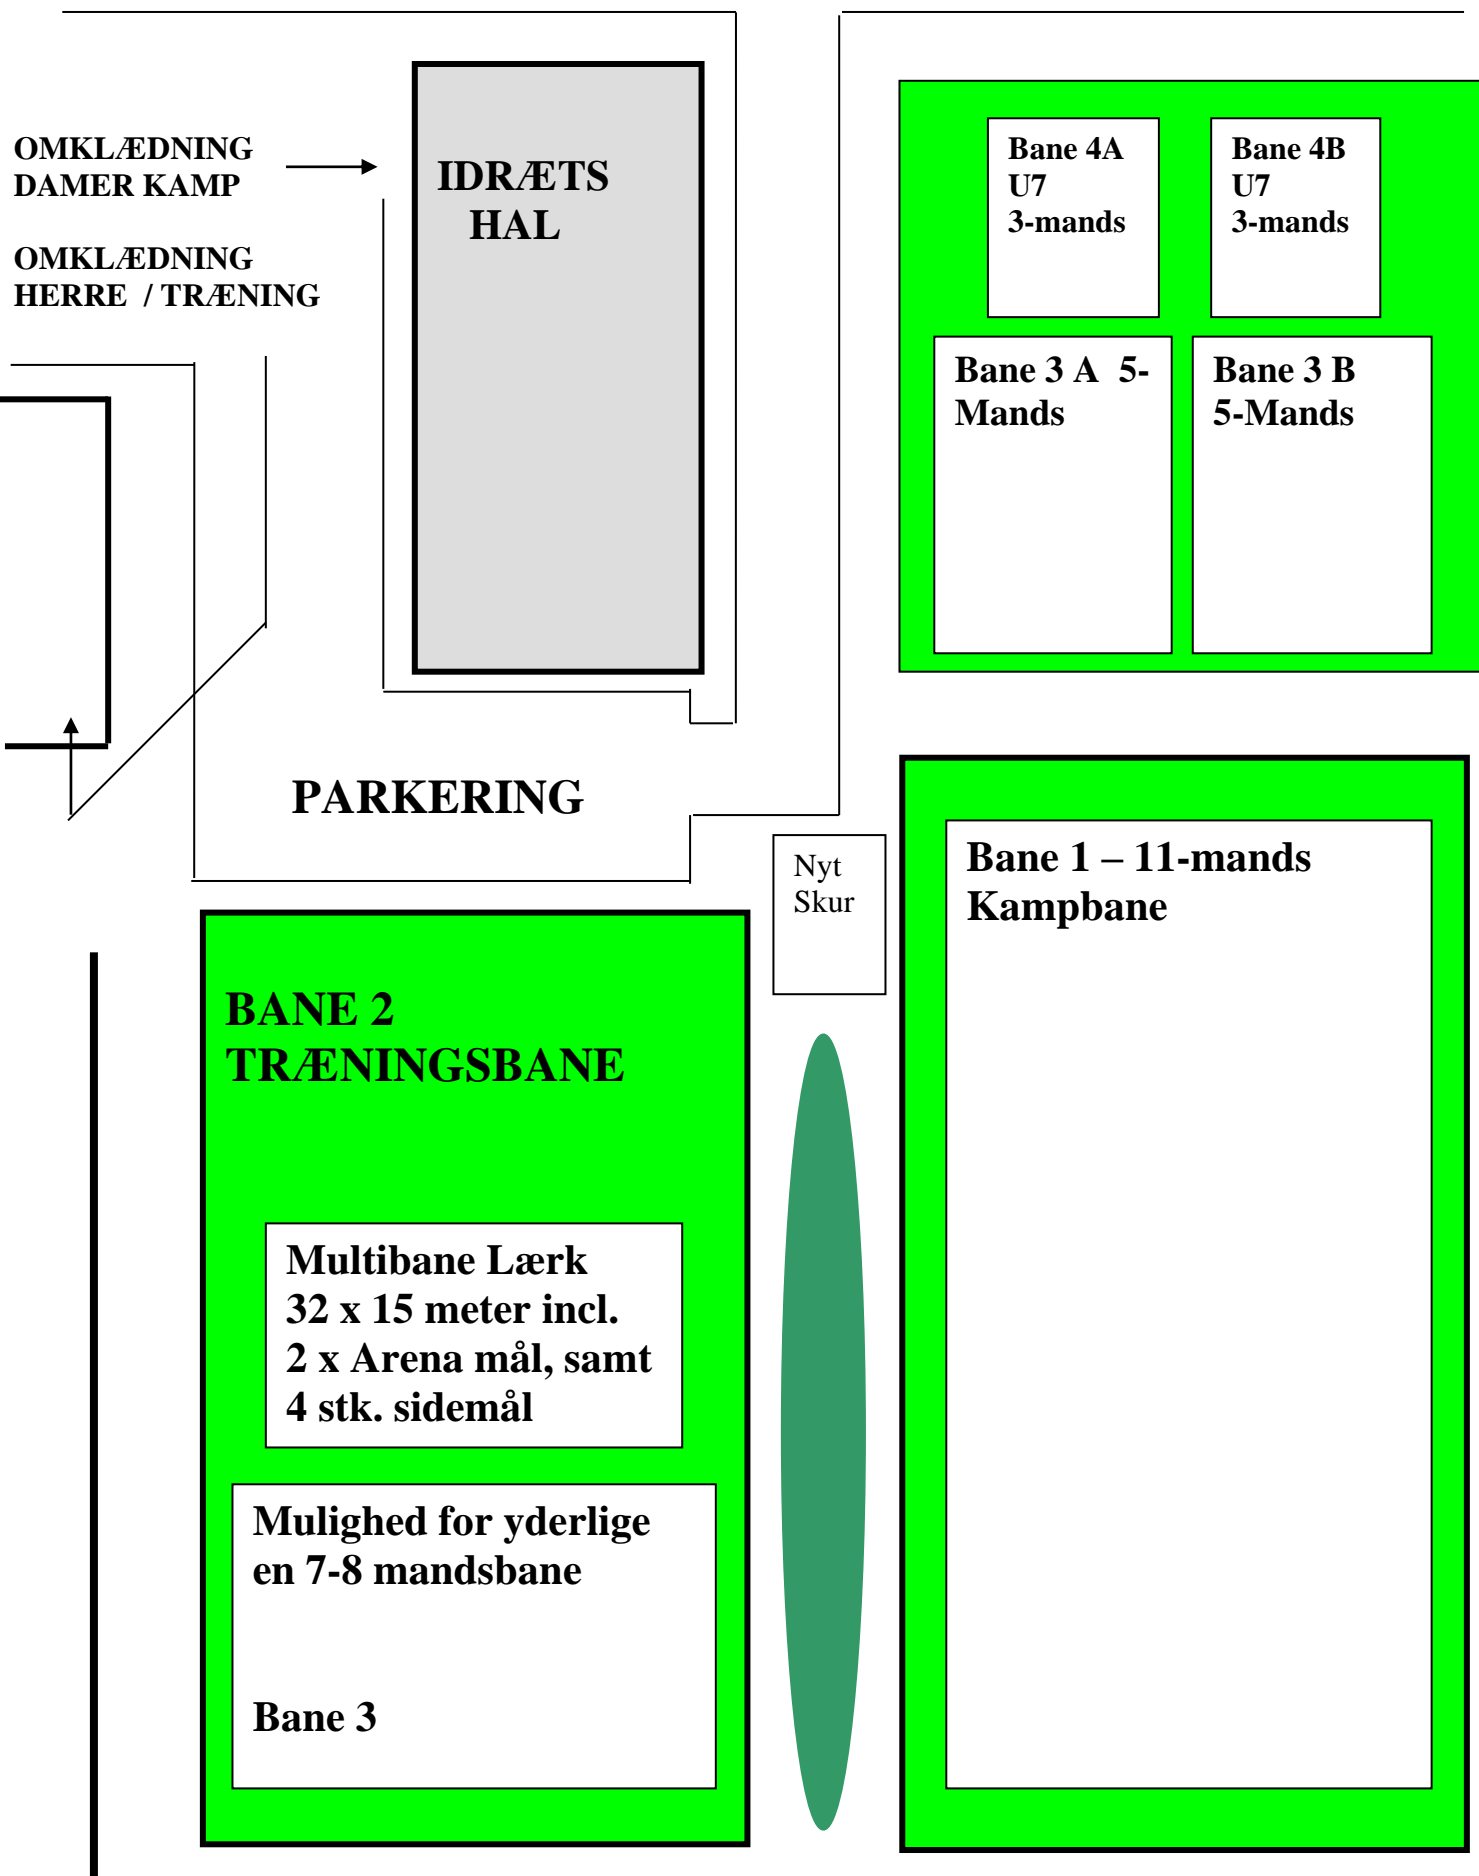 OMKLÆDNING
DAMER KAMP
OMKLÆDNING
HERRE / TRÆNING
IDRÆTS
HAL
Bane 4A
U7
3-mands
Bane 4B
U7
3-mands
Bane 3 A 5-
Mands
Bane 3 B
5-Mands
PARKERING
Nyt
Skur
Bane 1 – 11-mands
Kampbane
BANE 2
TRÆNINGSBANE
Multibane Lærk
32 x 15 meter incl.
2 x Arena mål, samt
4 stk. sidemål
Mulighed for yderlige
en 7-8 mandsbane
Bane 3